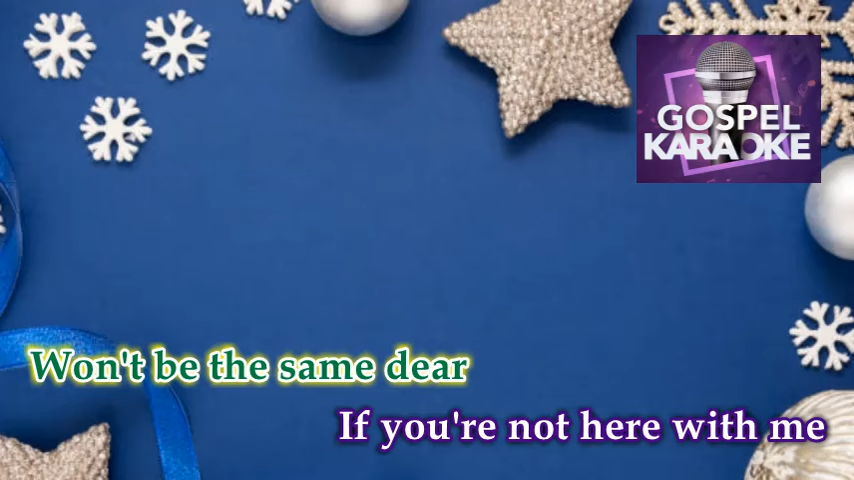 GOSPEL
KARAOKE
Won't be the same dear
If you're not here with me